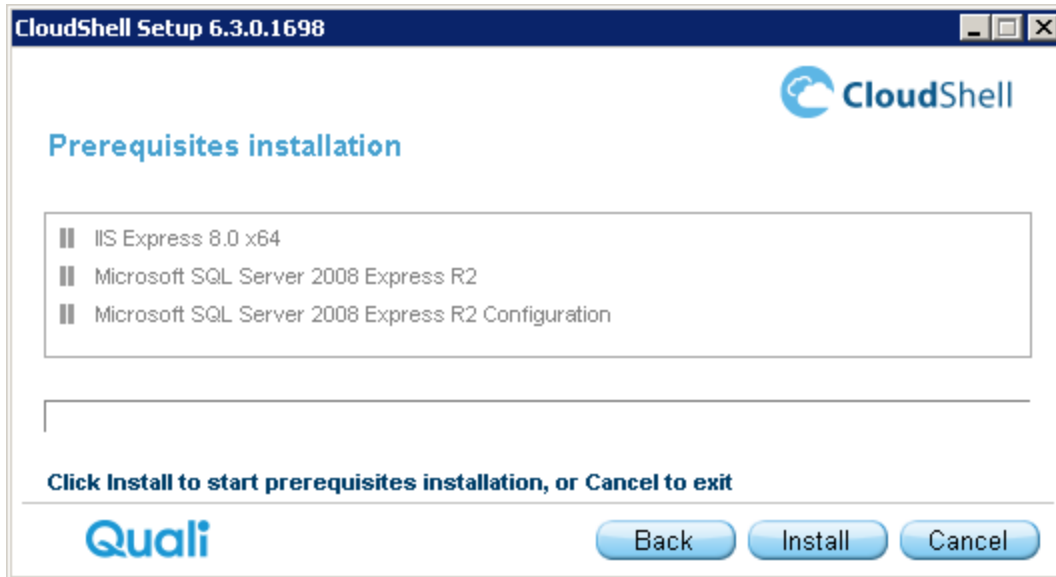 CloudShell Setup 6.3.0.1698
CloudShell
Prerequisites installation
IIS Express 8.0 x64
Microsoft SQL Server 2008 Express R2
Microsoft SQL Server 2008 Express R2 Configuration
Click Install to start prerequisites installation, or Cancel to exit
Quali
Back Install Cancel